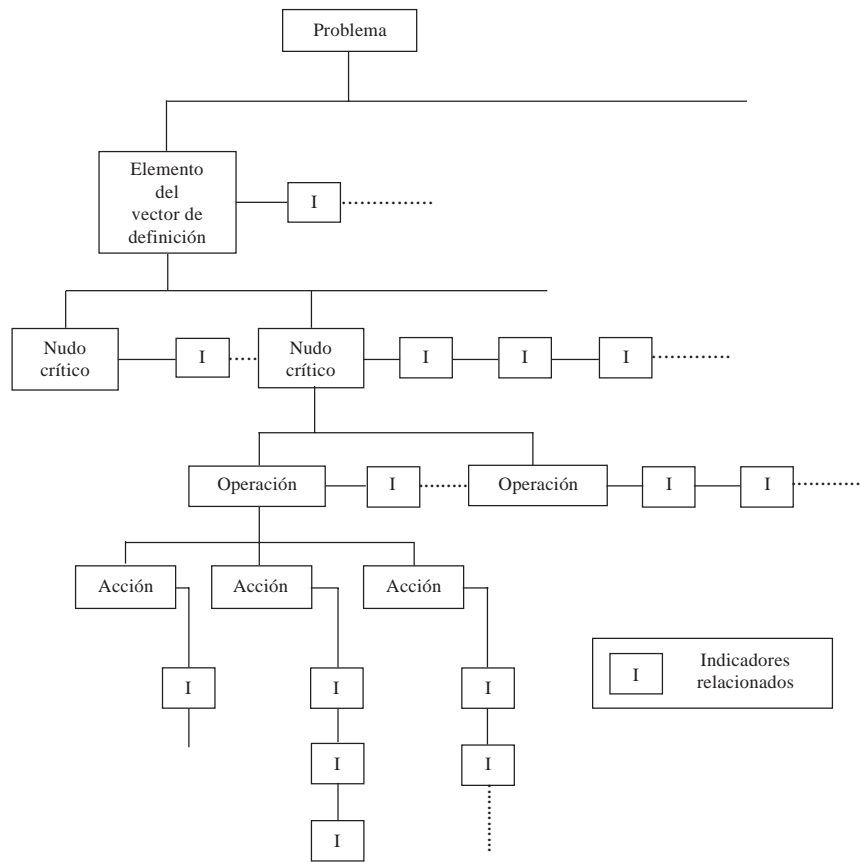 Problema
Elemento
del
vector de
definición
I
Nudo
crítico
I
Nudo
crítico
I
I
I
Operación
I
Operación
I
I
Acción
Acción
Acción
I
I
I
I
I
I
I
Indicadores
relacionados